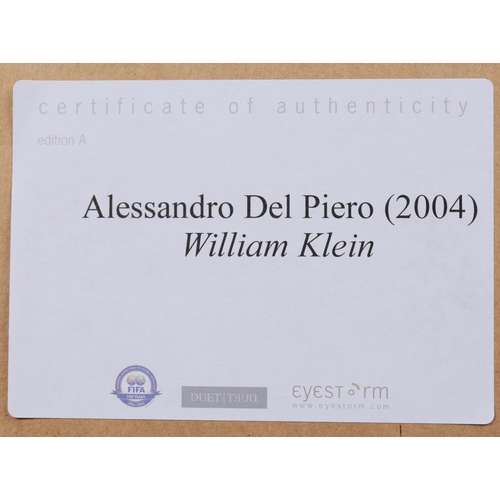 certificate of authenticity
edition A
Alessandro Del Piero (2004)
William Klein
FIFA
DUET|TEUD
eyestorm
www.eyestorm.com